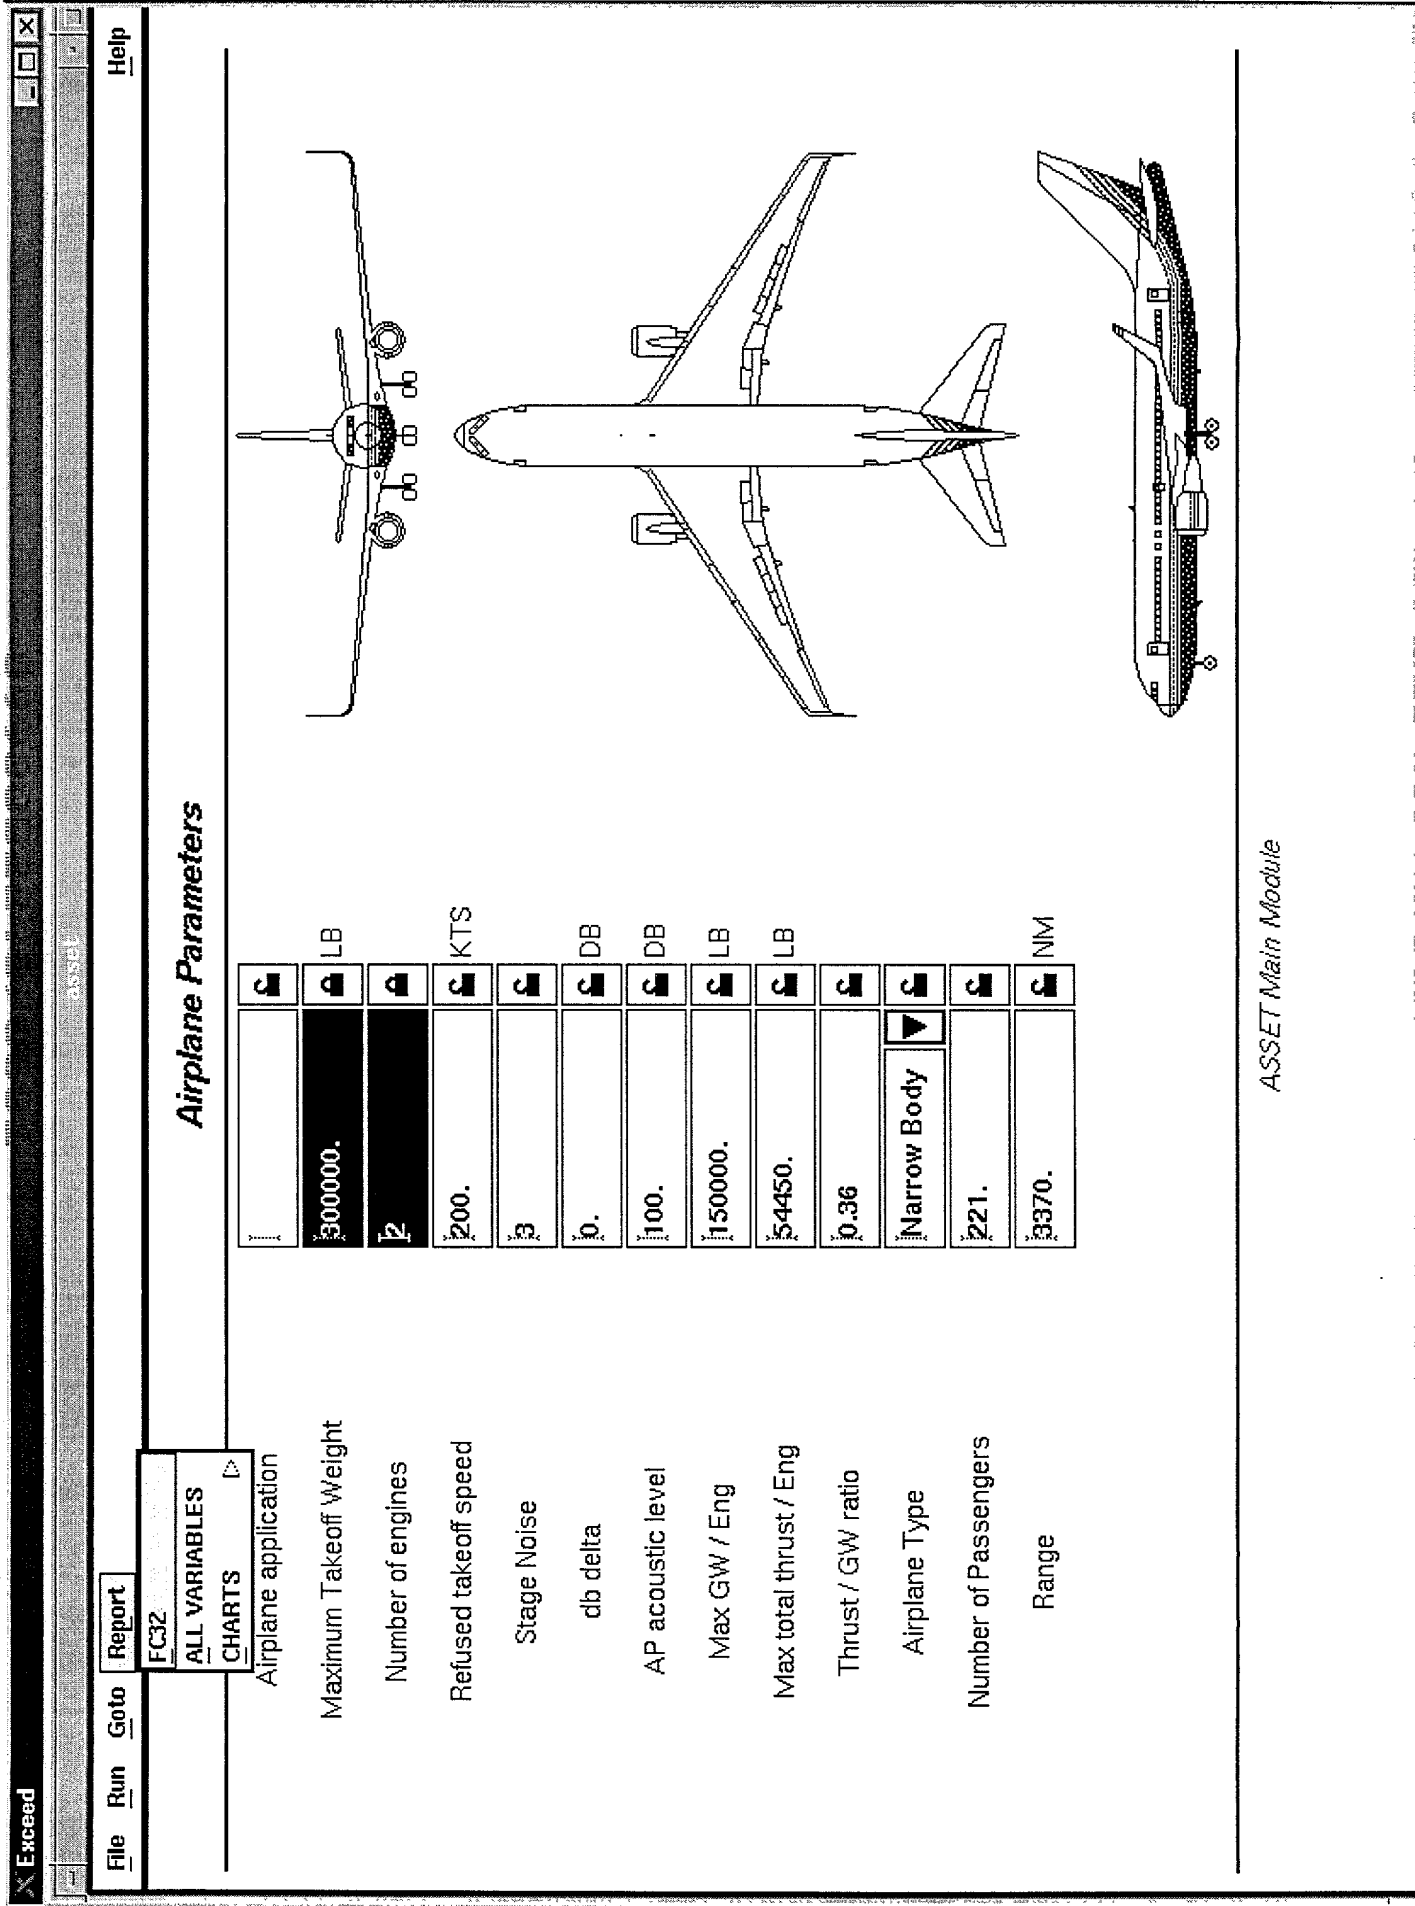 Exceed
asset
File Run Goto Report Help
FC32
ALL VARIABLES
CHARTS
Airplane Parameters
Airplane application
Maximum Takeoff Weight 300000. LB
Number of engines 2
Refused takeoff speed 200. KTS
Stage Noise 3
db delta 0. DB
AP acoustic level 100. DB
Max GW / Eng 150000. LB
Max total thrust / Eng 54450. LB
Thrust / GW ratio 0.36
Airplane Type Narrow Body
Number of Passengers 221.
Range 3370. NM
ASSET Main Module